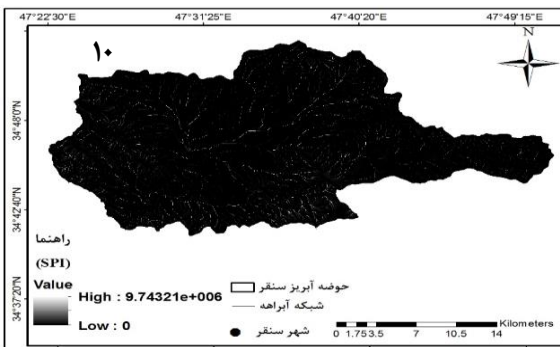 47°22'30"E 47°31'25"E 47°40'20"E 47°49'15"E
۱۰
N
34°48'0"N
34°42'40"N
34°37'20"N
راهنما
(SPI)
Value
High : 9.74321e+006
Low : 0
حوضه آبریز سنقر
شبکه آبراهه
شهر سنقر
Kilometers
0 1.75 3.5 7 10.5 14